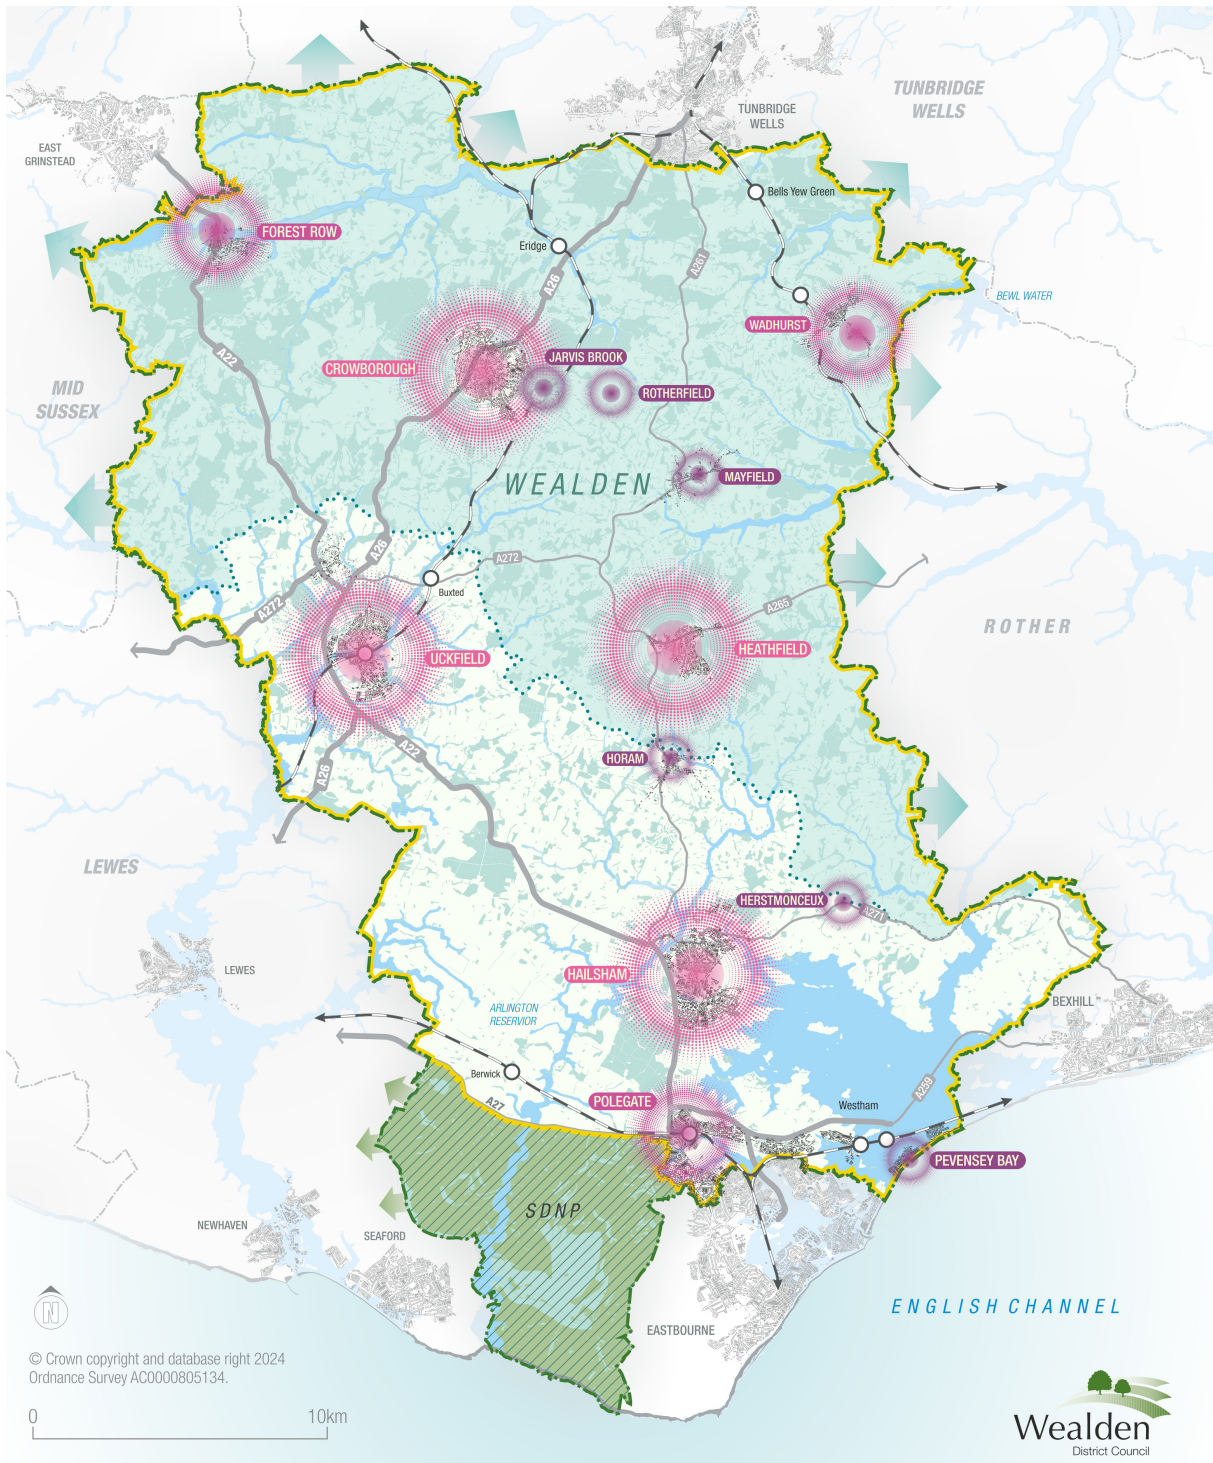 TUNBRIDGE
WELLS
TUNBRIDGE
WELLS
EAST
GRINSTEAD
Bells Yew Green
FOREST ROW
Eridge
A261
A26
BEWL WATER
WADHURST
A22
JARVIS BROOK
CROWBOROUGH
ROTHERFIELD
MID
SUSSEX
WEALDEN
MAYFIELD
A26
A272
Buxted
A272
A265
ROTHER
UCKFIELD
HEATHFIELD
A22
HORAM
A26
LEWES
HERSTMONCEUX
A271
LEWES
HAILSHAM
ARLINGTON
RESERVIOR
BEXHILL
Berwick
A259
POLEGATE
A27
Westham
PEVENSEY BAY
SDNP
NEWHAVEN
SEAFORD
ENGLISH CHANNEL
N
EASTBOURNE
© Crown copyright and database right 2024
Ordnance Survey AC0000805134.
0 10km
Wealden
District Council